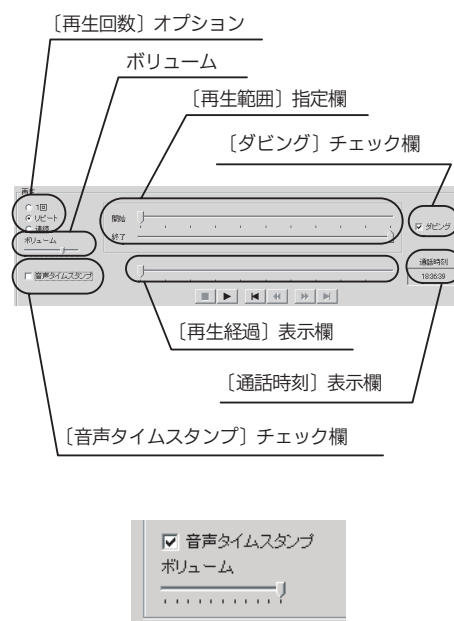 〔再生回数〕オプション
ボリューム
〔再生範囲〕指定欄
〔ダビング〕チェック欄
再生
1回
リピート
連続
ボリューム
音声タイムスタンプ
開始
終了
ダビング
通話時刻
18:36:39
〔再生経過〕表示欄
〔通話時刻〕表示欄
〔音声タイムスタンプ〕チェック欄
音声タイムスタンプ
ボリューム